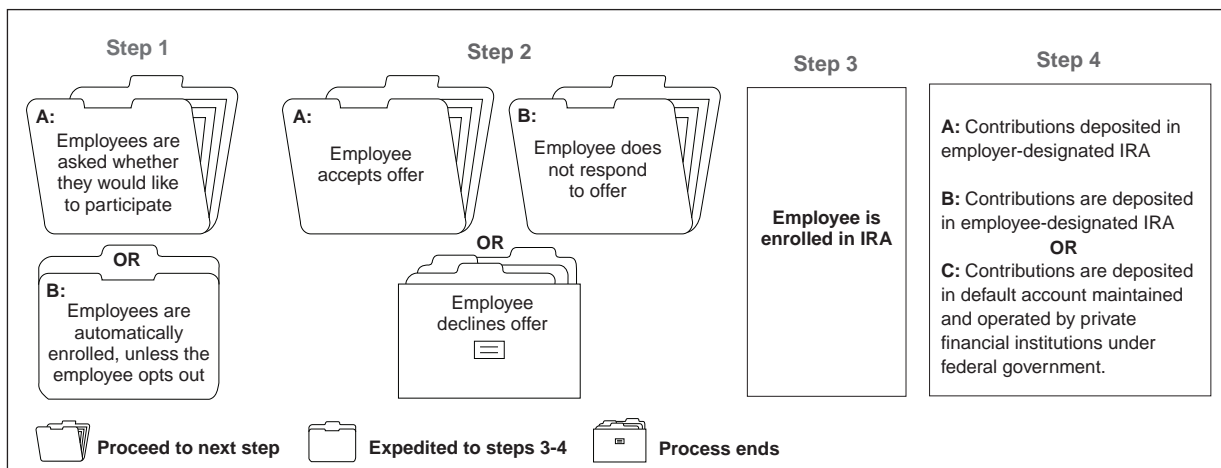 Step 1
A:
Employees are
asked whether
they would like
to participate
OR
B:
Employees are
automatically
enrolled, unless the
employee opts out
Step 2
A:
Employee
accepts offer
B:
Employee does
not respond
to offer
OR
Employee
declines offer
Step 3
Employee is
enrolled in IRA
Step 4
A: Contributions deposited in
employer-designated IRA
B: Contributions are deposited
in employee-designated IRA
OR
C: Contributions are deposited
in default account maintained
and operated by private
financial institutions under
federal government.
Proceed to next step
Expedited to steps 3-4
Process ends